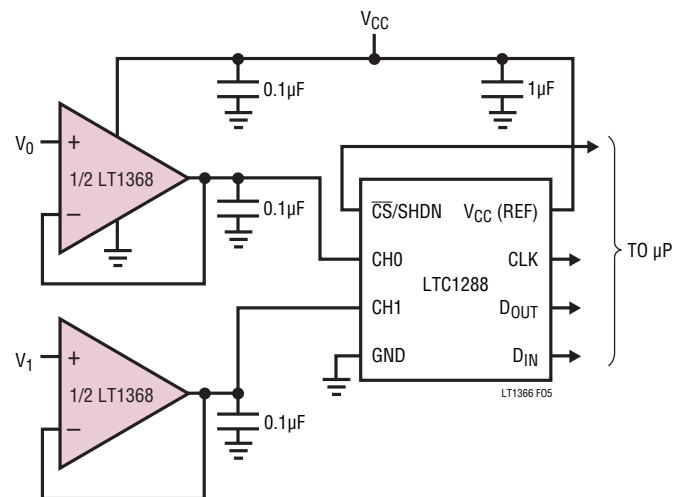 VCC
0.1µF
1µF
V0
+
1/2 LT1368
–
0.1µF
CS/SHDN
VCC (REF)
CH0
CLK
LTC1288
CH1
DOUT
GND
DIN
TO µP
LT1366 F05
V1
+
1/2 LT1368
–
0.1µF